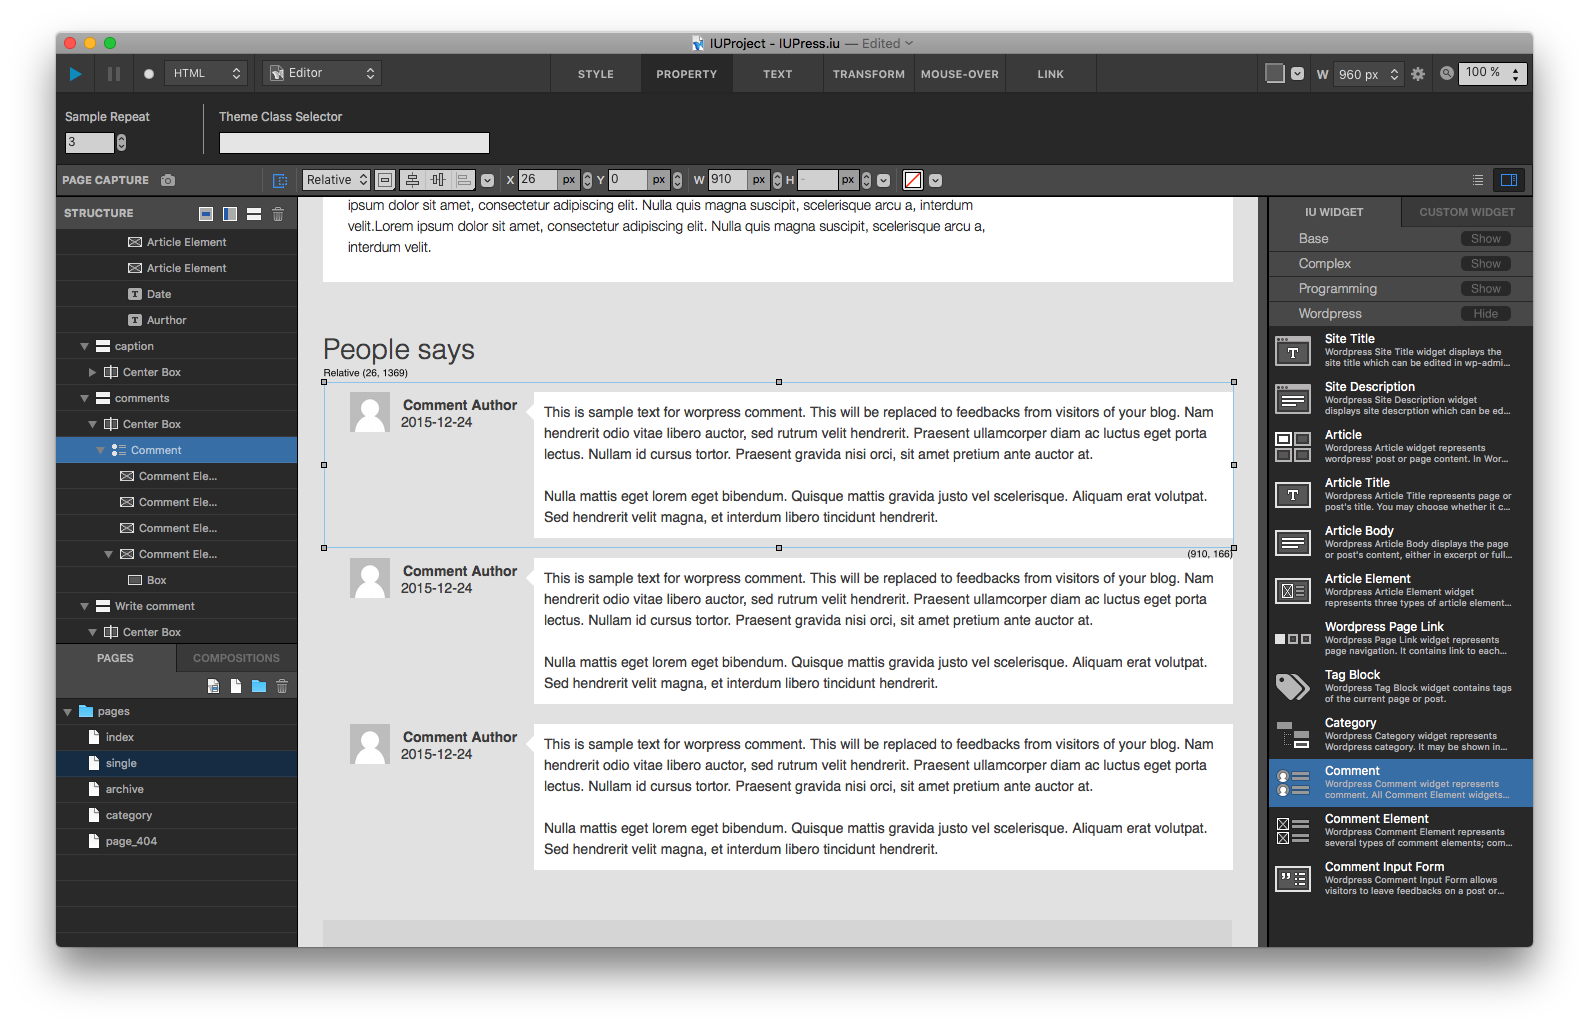 IUProject - IUPress.iu — Edited
HTML
Editor
STYLE
PROPERTY
TEXT
TRANSFORM
MOUSE-OVER
LINK
W
960 px
100 %
Sample Repeat
Theme Class Selector
3
PAGE CAPTURE
Relative
X 26 px
Y 0 px
W 910 px
H - px
STRUCTURE
Article Element
Article Element
Date
Aurthor
caption
Center Box
comments
Center Box
Comment
Comment Ele...
Comment Ele...
Comment Ele...
Comment Ele...
Box
Write comment
Center Box
PAGES
COMPOSITIONS
pages
index
single
archive
category
page_404
ipsum dolor sit amet, consectetur adipiscing elit. Nulla quis magna suscipit, scelerisque arcu a, interdum
velit.Lorem ipsum dolor sit amet, consectetur adipiscing elit. Nulla quis magna suscipit, scelerisque arcu a,
interdum velit.
People says
Relative (26, 1369)
Comment Author
2015-12-24
This is sample text for worpress comment. This will be replaced to feedbacks from visitors of your blog. Nam
hendrerit odio vitae libero auctor, sed rutrum velit hendrerit. Praesent ullamcorper diam ac luctus eget porta
lectus. Nullam id cursus tortor. Praesent gravida nisi orci, sit amet pretium ante auctor at.
Nulla mattis eget lorem eget bibendum. Quisque mattis gravida justo vel scelerisque. Aliquam erat volutpat.
Sed hendrerit velit magna, et interdum libero tincidunt hendrerit.
(910, 166)
Comment Author
2015-12-24
This is sample text for worpress comment. This will be replaced to feedbacks from visitors of your blog. Nam
hendrerit odio vitae libero auctor, sed rutrum velit hendrerit. Praesent ullamcorper diam ac luctus eget porta
lectus. Nullam id cursus tortor. Praesent gravida nisi orci, sit amet pretium ante auctor at.
Nulla mattis eget lorem eget bibendum. Quisque mattis gravida justo vel scelerisque. Aliquam erat volutpat.
Sed hendrerit velit magna, et interdum libero tincidunt hendrerit.
Comment Author
2015-12-24
This is sample text for worpress comment. This will be replaced to feedbacks from visitors of your blog. Nam
hendrerit odio vitae libero auctor, sed rutrum velit hendrerit. Praesent ullamcorper diam ac luctus eget porta
lectus. Nullam id cursus tortor. Praesent gravida nisi orci, sit amet pretium ante auctor at.
Nulla mattis eget lorem eget bibendum. Quisque mattis gravida justo vel scelerisque. Aliquam erat volutpat.
Sed hendrerit velit magna, et interdum libero tincidunt hendrerit.
IU WIDGET
CUSTOM WIDGET
Base Show
Complex Show
Programming Show
Wordpress Hide
Site Title
Wordpress Site Title widget displays the
site title which can be edited in wp-admi...
Site Description
Wordpress Site Description widget
displays site descrption which can be ed...
Article
Wordpress Article widget represents
wordpress' post or page content. In Wor...
Article Title
Wordpress Article Title represents page or
post's title. You may choose whether it c...
Article Body
Wordpress Article Body displays the page
or post's content, either in excerpt or full...
Article Element
Wordpress Article Element widget
represents three types of article element...
Wordpress Page Link
Wordpress Page Link widget represents
page navigation. It contains link to each...
Tag Block
Wordpress Tag Block widget contains tags
of the current page or post.
Category
Wordpress Category widget represents
Wordpress category. It may be shown in...
Comment
Wordpress Comment widget represents
comment. All Comment Element widgets...
Comment Element
Wordpress Comment Element represents
several types of comment elements; com...
Comment Input Form
Wordpress Comment Input Form allows
visitors to leave feedbacks on a post or...